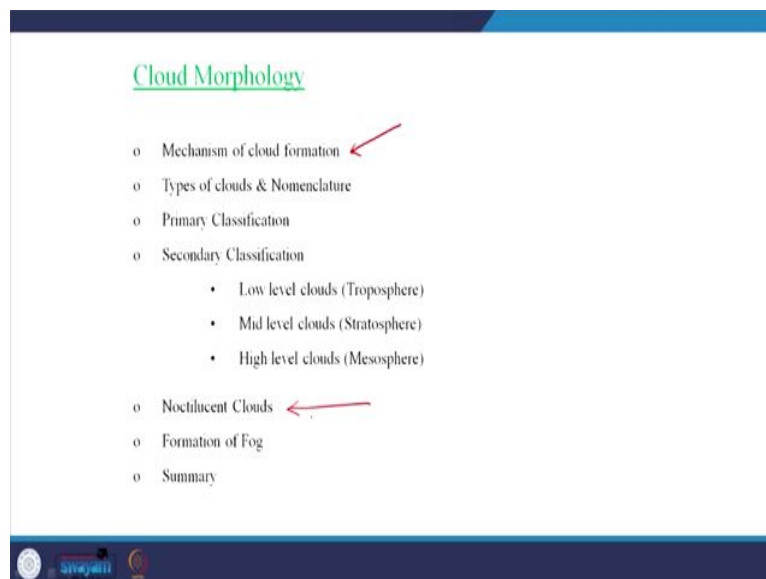 Cloud Morphology
o Mechanism of cloud formation
o Types of clouds & Nomenclature
o Primary Classification
o Secondary Classification
• Low level clouds (Troposphere)
• Mid level clouds (Stratosphere)
• High level clouds (Mesosphere)
o Noctilucent Clouds
o Formation of Fog
o Summary
swayam